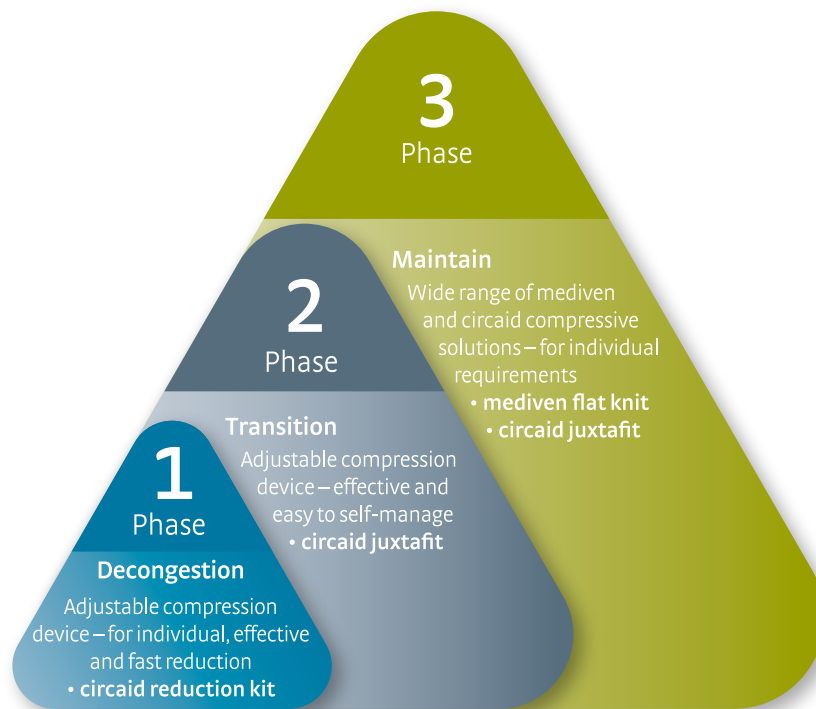 3
Phase
Maintain
Wide range of mediven
and circaid compressive
solutions – for individual
requirements
• mediven flat knit
• circaid juxtafit
2
Phase
Transition
Adjustable compression
device – effective and
easy to self-manage
• circaid juxtafit
1
Phase
Decongestion
Adjustable compression
device – for individual, effective
and fast reduction
• circaid reduction kit